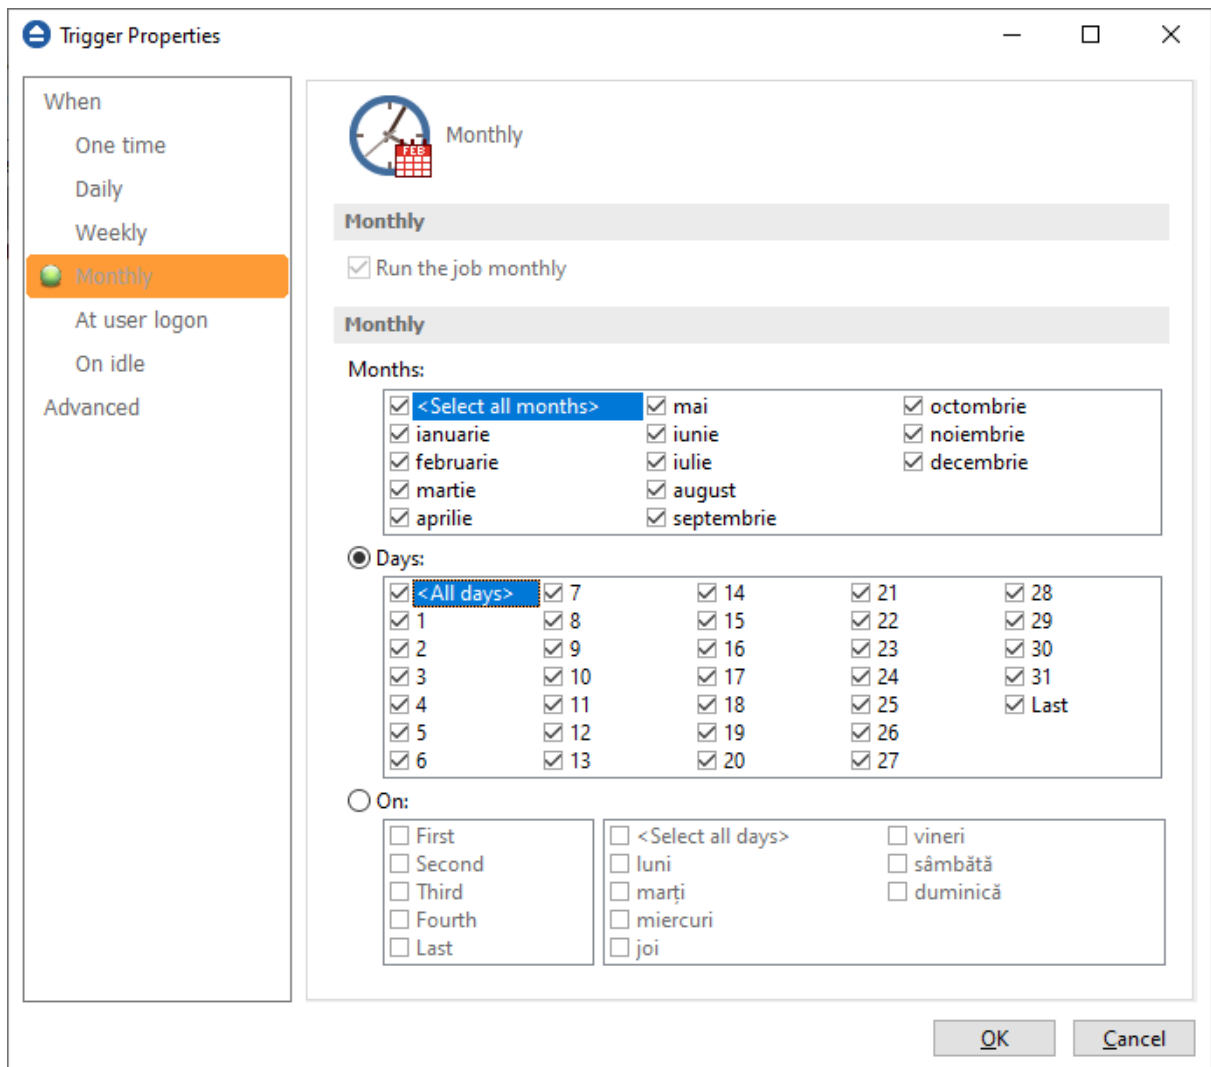 Trigger Properties
When
One time
Daily
Weekly
Monthly
At user logon
On idle
Advanced
FEB
Monthly
Monthly
Run the job monthly
Monthly
Months:
<Select all months> mai octombrie
ianuarie iunie noiembrie
februarie iulie decembrie
martie august
aprilie septembrie
Days:
<All days> 7 14 21 28
1 8 15 22 29
2 9 16 23 30
3 10 17 24 31
4 11 18 25 Last
5 12 19 26
6 13 20 27
On:
First <Select all days> vineri
Second luni sâmbătă
Third marți duminică
Fourth miercuri
Last joi
OK Cancel